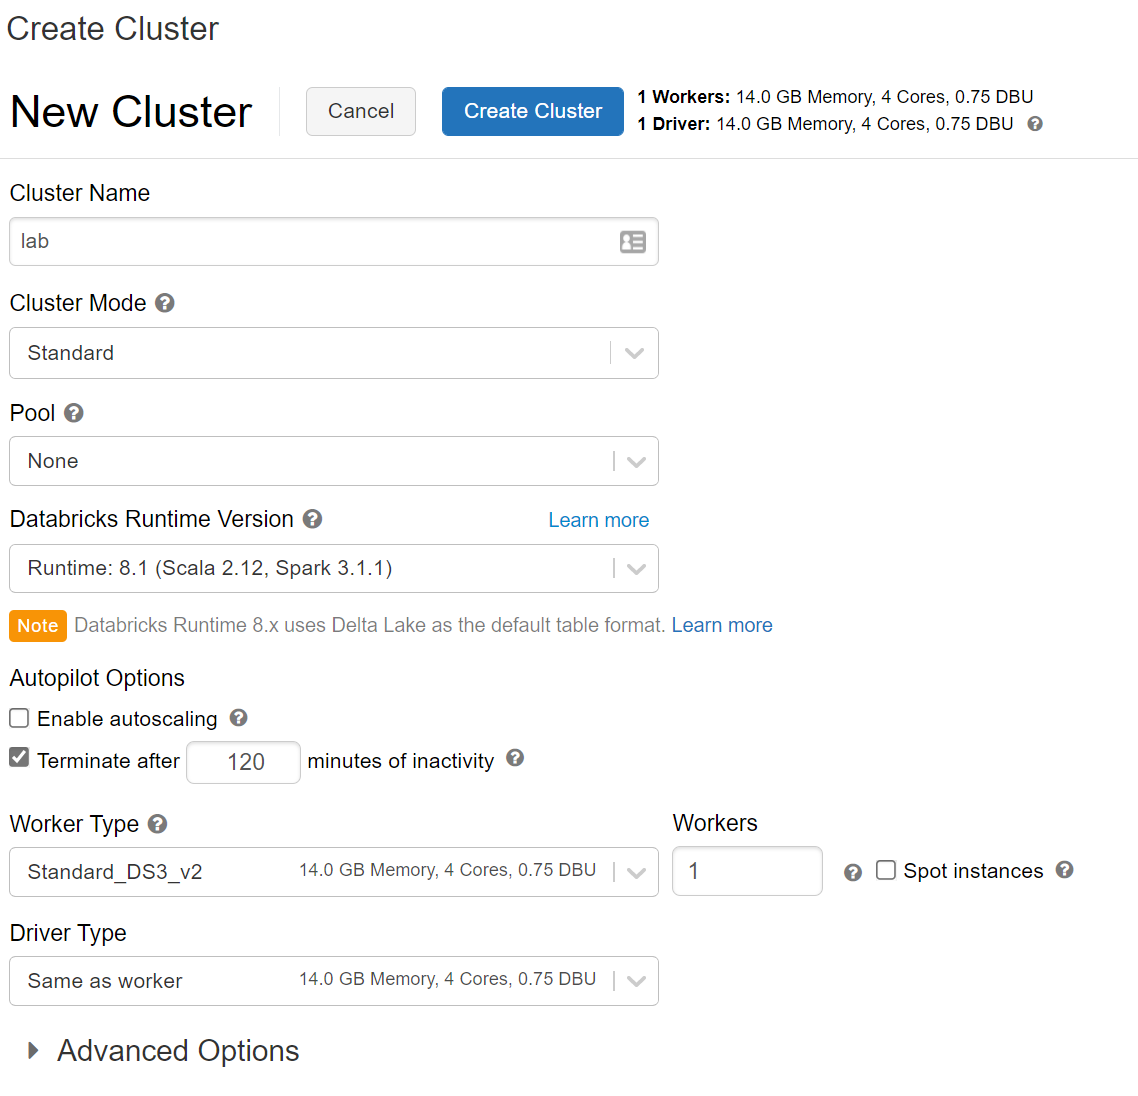 Create Cluster
New Cluster
Cancel
Create Cluster
1 Workers: 14.0 GB Memory, 4 Cores, 0.75 DBU
1 Driver: 14.0 GB Memory, 4 Cores, 0.75 DBU ?
Cluster Name
lab
Cluster Mode ?
Standard
Pool ?
None
Databricks Runtime Version ? Learn more
Runtime: 8.1 (Scala 2.12, Spark 3.1.1)
Note Databricks Runtime 8.x uses Delta Lake as the default table format. Learn more
Autopilot Options
Enable autoscaling ?
Terminate after 120 minutes of inactivity ?
Worker Type ? Workers
Standard_DS3_v2 14.0 GB Memory, 4 Cores, 0.75 DBU 1 ? Spot instances ?
Driver Type
Same as worker 14.0 GB Memory, 4 Cores, 0.75 DBU
Advanced Options